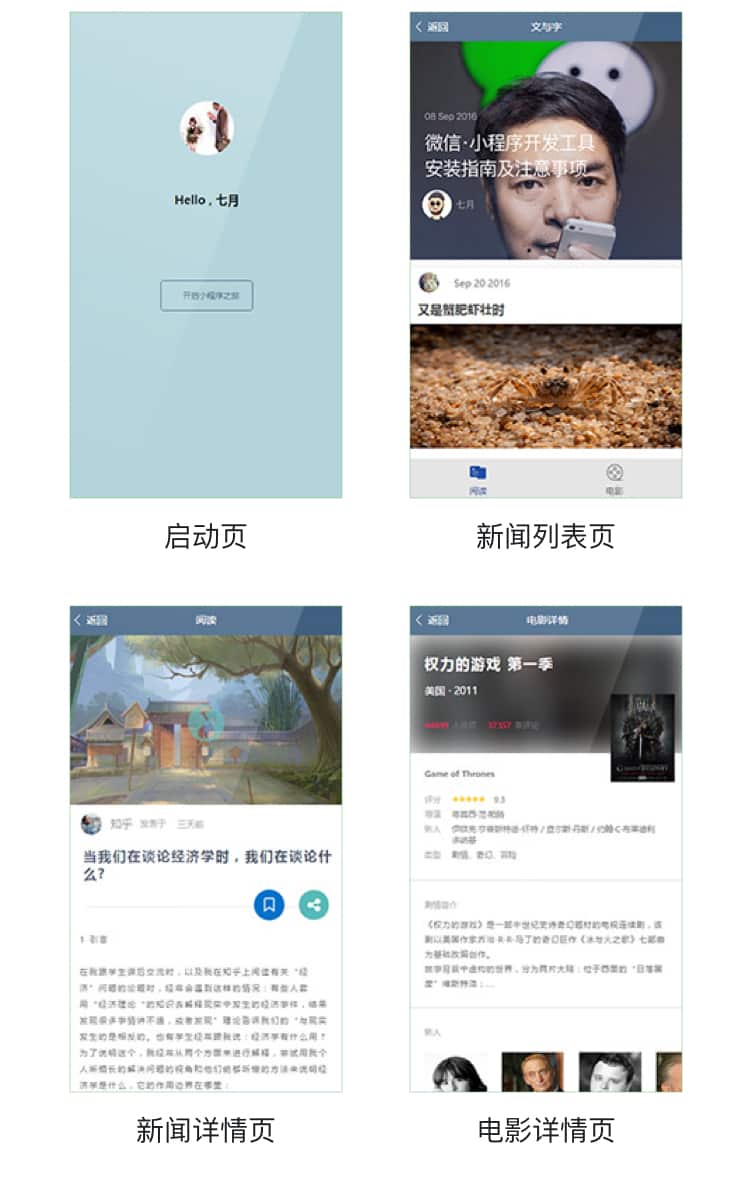 Hello , 七月
开启小程序之旅
启动页
返回 文与字
08 Sep 2016
微信·小程序开发工具
安装指南及注意事项
七月
Sep 20 2016
又是蟹肥虾壮时
阅读 电影
新闻列表页
返回 阅读
知乎 发表于 三天前
当我们在谈论经济学时，我们在谈论什
么?
1 引言
在我跟学生课后交流时，以及我在知乎上阅读有关“经
济”问题的论题时，经常会遇到这样的情况：有些人套
用“经济理论“的知识去解释现实中发生的经济事件，结果
发现很多事情讲不通，或者发现”理论告诉我们的“与现实
发生的是相反的。也有学生经常跟我说：经济学有什么用?
为了说明这个，我经常从两个方面来进行解释，尝试用我个
人所擅长的解决问题的视角和他们能够听懂的方法来说明经
济学是什么，它的作用边界在哪里：
新闻详情页
返回 电影详情
权力的游戏 第一季
美国 · 2011
条评论
Game of Thrones
评分 9.3
导演
影人
类型 剧情、奇幻、冒险
剧情简介
《权力的游戏》是一部中世纪史诗奇幻题材的电视连续剧，该
剧以美国作家乔治·R·R·马丁的奇幻巨作《冰与火之歌》七部曲
为基础改编创作。
故事背景中虚构的世界，分为两片大陆：位于西面的“日落国
度”维斯特洛；...
影人
电影详情页